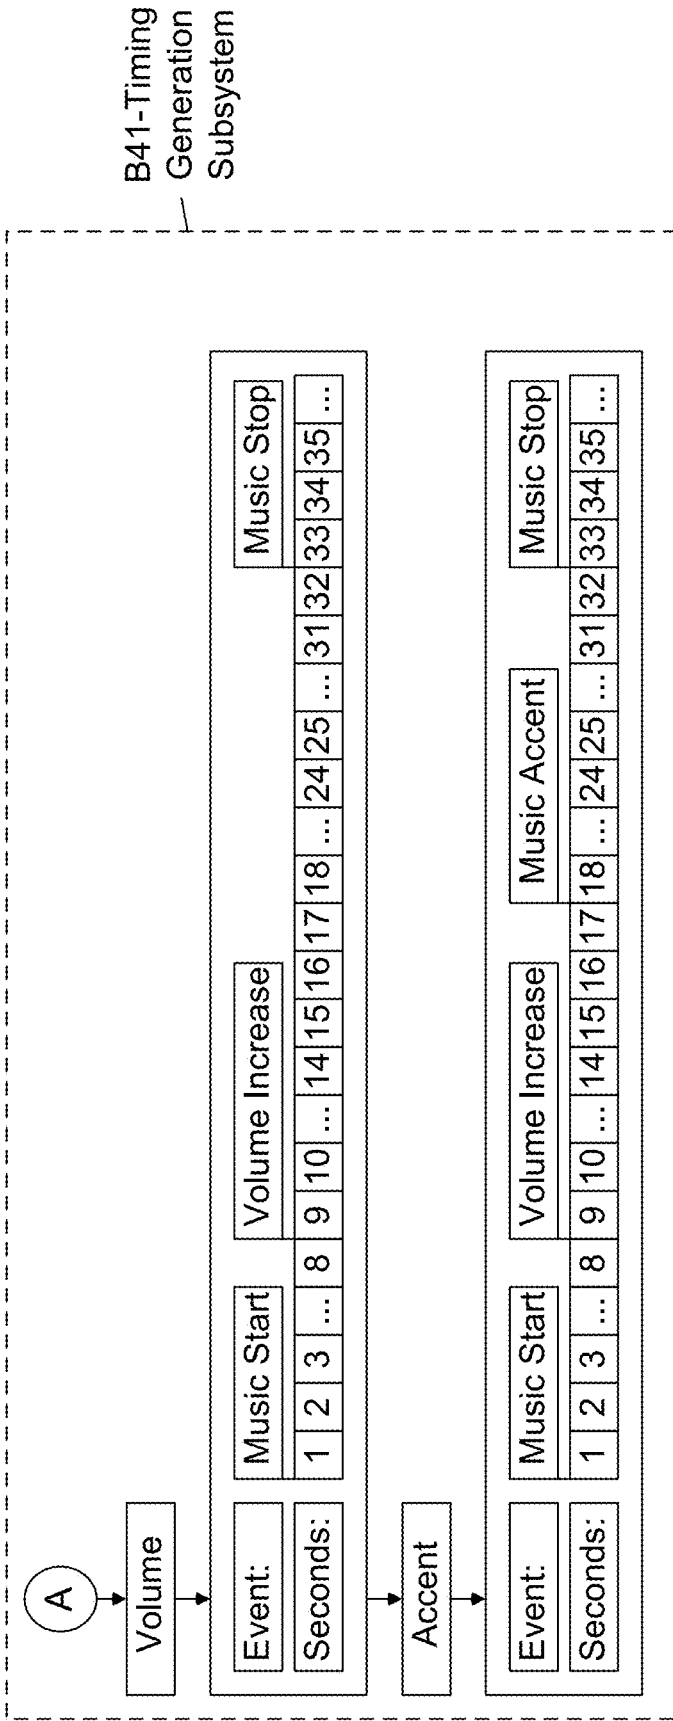 B41-Timing
Generation
Subsystem
A
Volume
Event: Music Start Volume Increase Music Stop
Seconds: 1 2 3 ... 8 9 10 ... 14 15 16 17 18 ... 24 25 ... 31 32 33 34 35 ...
Accent
Event: Music Start Volume Increase Music Accent Music Stop
Seconds: 1 2 3 ... 8 9 10 ... 14 15 16 17 18 ... 24 25 ... 31 32 33 34 35 ...